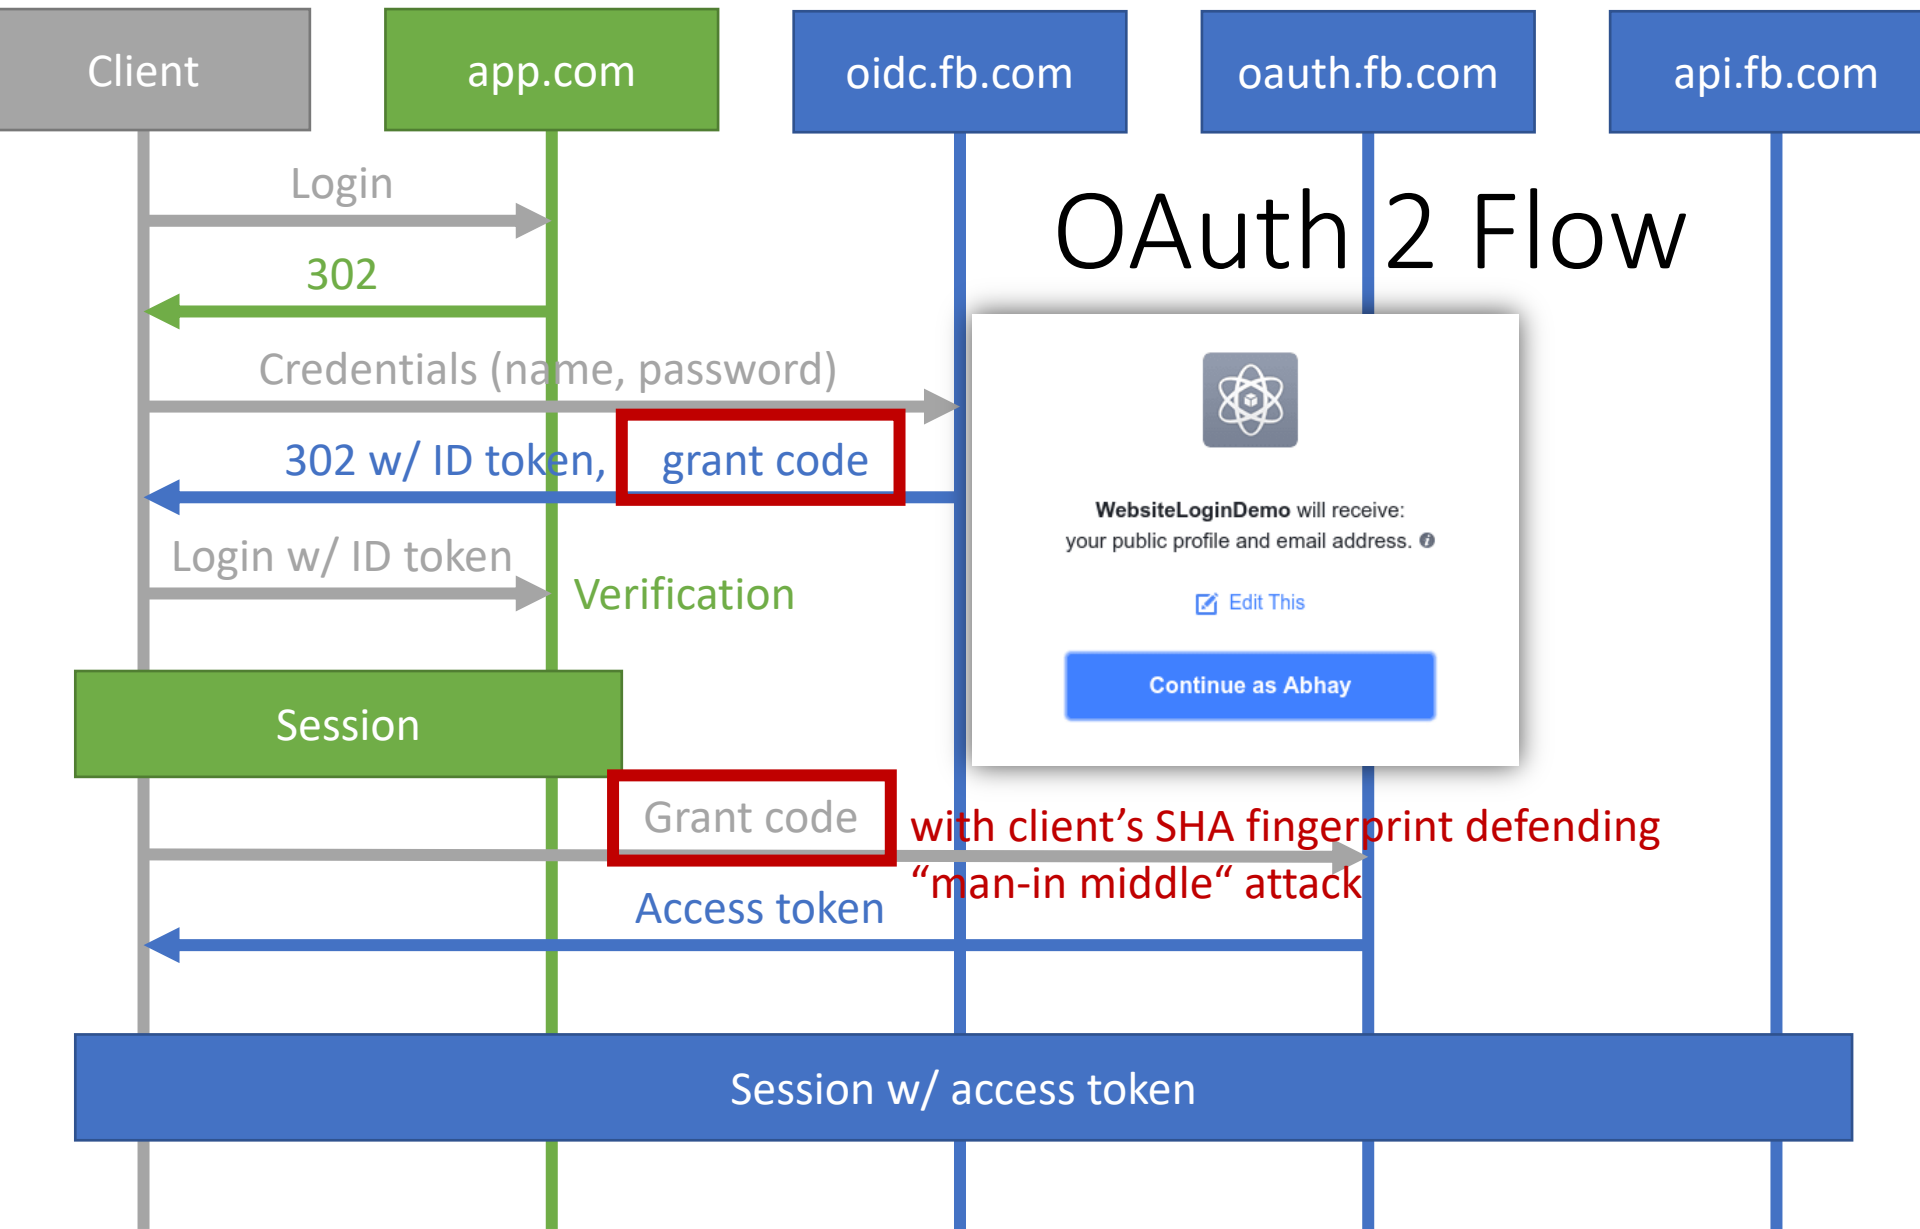 Client
app.com
oidc.fb.com
oauth.fb.com
api.fb.com
Login
OAuth 2 Flow
302
Credentials (name, password)
302 w/ ID token, grant code
WebsiteLoginDemo will receive:
your public profile and email address.
Login w/ ID token
Verification
Edit This
Continue as Abhay
Session
Grant code
with client’s SHA fingerprint defending
“man-in middle“ attack
Access token
Session w/ access token